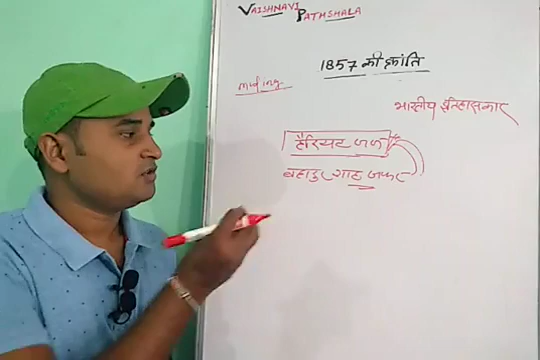 VAISHNAVI PATHSHALA
1857 की क्रांति
भारतीय इतिहासकार
हैरियट जज
बहादुर शाह जफर